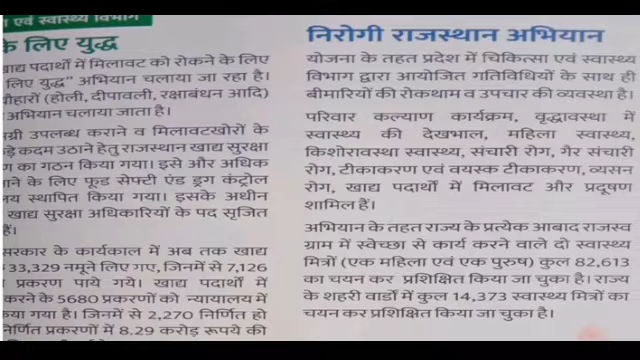 एवं स्वास्थ्य विभाग
के लिए युद्ध
खाद्य पदार्थों में मिलावट को रोकने के लिए
लिए युद्ध” अभियान चलाया जा रहा है।
(होली, दीपावली, रक्षाबंधन आदि)
अभियान चलाया जाता है।
उपलब्ध कराने व मिलावटखोरों के
कदम उठाने हेतु राजस्थान खाद्य सुरक्षा
का गठन किया गया। इसे और अधिक
के लिए फूड सेफ्टी एंड ड्रग कंट्रोल
स्थापित किया गया। इसके अधीन
खाद्य सुरक्षा अधिकारियों के पद सृजित
हैं।
सरकार के कार्यकाल में अब तक खाद्य
33,329 नमूने लिए गए, जिनमें से 7,126
प्रकरण पाये गये। खाद्य पदार्थों में
करने के 5680 प्रकरणों को न्यायालय में
गया है। जिनमें से 2,270 निर्णित हो
निर्णित प्रकरणों में 8.29 करोड़ रूपये की
निरोगी राजस्थान अभियान
योजना के तहत प्रदेश में चिकित्सा एवं स्वास्थ्य
विभाग द्वारा आयोजित गतिविधियों के साथ ही
बीमारियों की रोकथाम व उपचार की व्यवस्था है।
परिवार कल्याण कार्यक्रम, वृद्धावस्था में
स्वास्थ्य की देखभाल, महिला स्वास्थ्य,
किशोरावस्था स्वास्थ्य, संचारी रोग, गैर संचारी
रोग, टीकाकरण एवं वयस्क टीकाकरण, व्यसन
रोग, खाद्य पदार्थों में मिलावट और प्रदूषण
शामिल हैं।
अभियान के तहत राज्य के प्रत्येक आबाद राजस्व
ग्राम में स्वेच्छा से कार्य करने वाले दो स्वास्थ्य
मित्रों (एक महिला एवं एक पुरुष) कुल 82,613
का चयन कर प्रशिक्षित किया जा चुका है। राज्य
के शहरी वार्डों में कुल 14,373 स्वास्थ्य मित्रों का
चयन कर प्रशिक्षित किया जा चुका है।